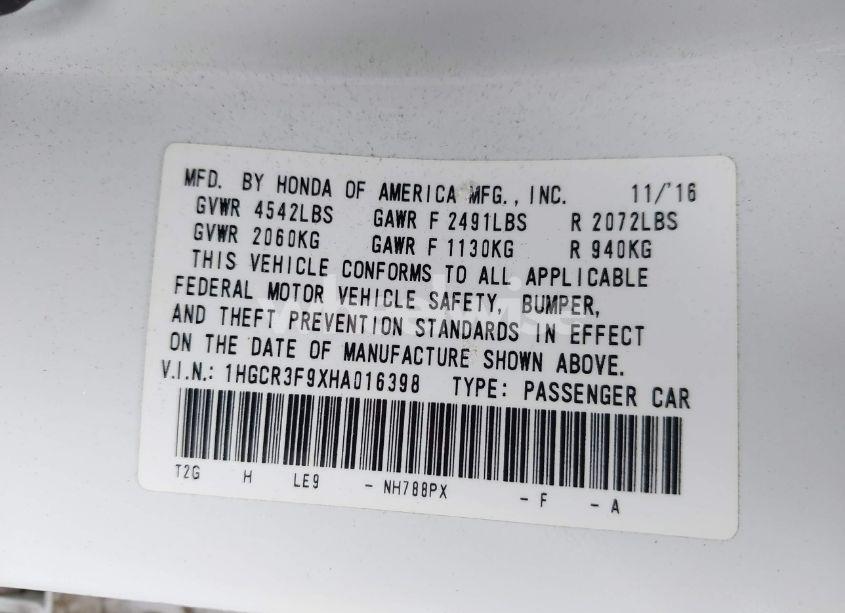 MFD. BY HONDA OF AMERICA MFG., INC. 11/'16
GVWR 4542LBS GAWR F 2491LBS R 2072LBS
GVWR 2060KG GAWR F 1130KG R 940KG
THIS VEHICLE CONFORMS TO ALL APPLICABLE
FEDERAL MOTOR VEHICLE SAFETY, BUMPER,
AND THEFT PREVENTION STANDARDS IN EFFECT
ON THE DATE OF MANUFACTURE SHOWN ABOVE.
V.I.N.: 1HGCR3F9XHA016398 TYPE: PASSENGER CAR
T2G H LE9 - NH788PX - F - A